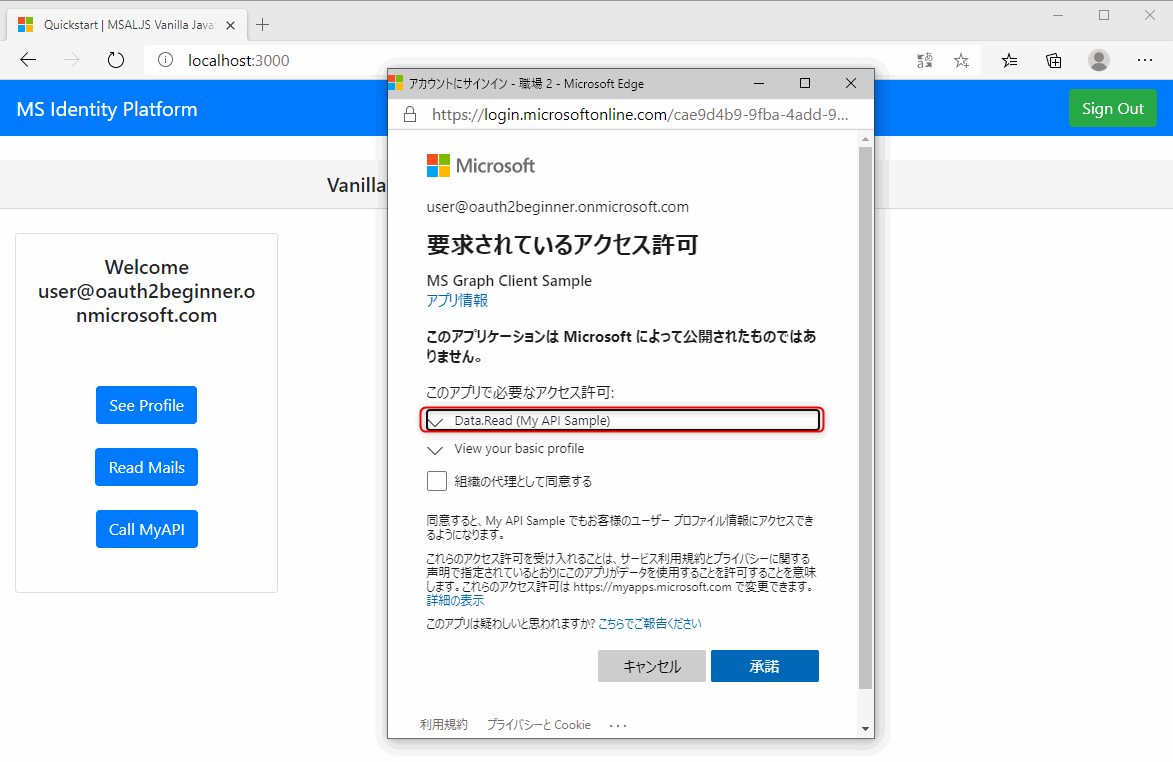 Quickstart | MSALJS Vanilla Java
localhost:3000
MS Identity Platform
Sign Out
Vanilla
Welcome
user@oauth2beginner.o
nmicrosoft.com
See Profile
Read Mails
Call MyAPI
アカウントにサインイン - 職場 2 - Microsoft Edge
https://login.microsoftonline.com/cae9d4b9-9fba-4add-9...
Microsoft
user@oauth2beginner.onmicrosoft.com
要求されているアクセス許可
MS Graph Client Sample
アプリ情報
このアプリケーションは Microsoft によって公開されたものではあ
りません。
このアプリで必要なアクセス許可:
Data.Read (My API Sample)
View your basic profile
組織の代理として同意する
同意すると、My API Sample でもお客様のユーザー プロファイル情報にアクセスでき
るようになります。
これらのアクセス許可を受け入れることは、サービス利用規約とプライバシーに関する
声明で指定されているとおりにこのアプリがデータを使用することを許可することを意味
します。これらのアクセス許可は https://myapps.microsoft.com で変更できます。
詳細の表示
このアプリは疑わしいと思われますか? こちらでご報告ください
キャンセル
承諾
利用規約 プライバシーと Cookie ...